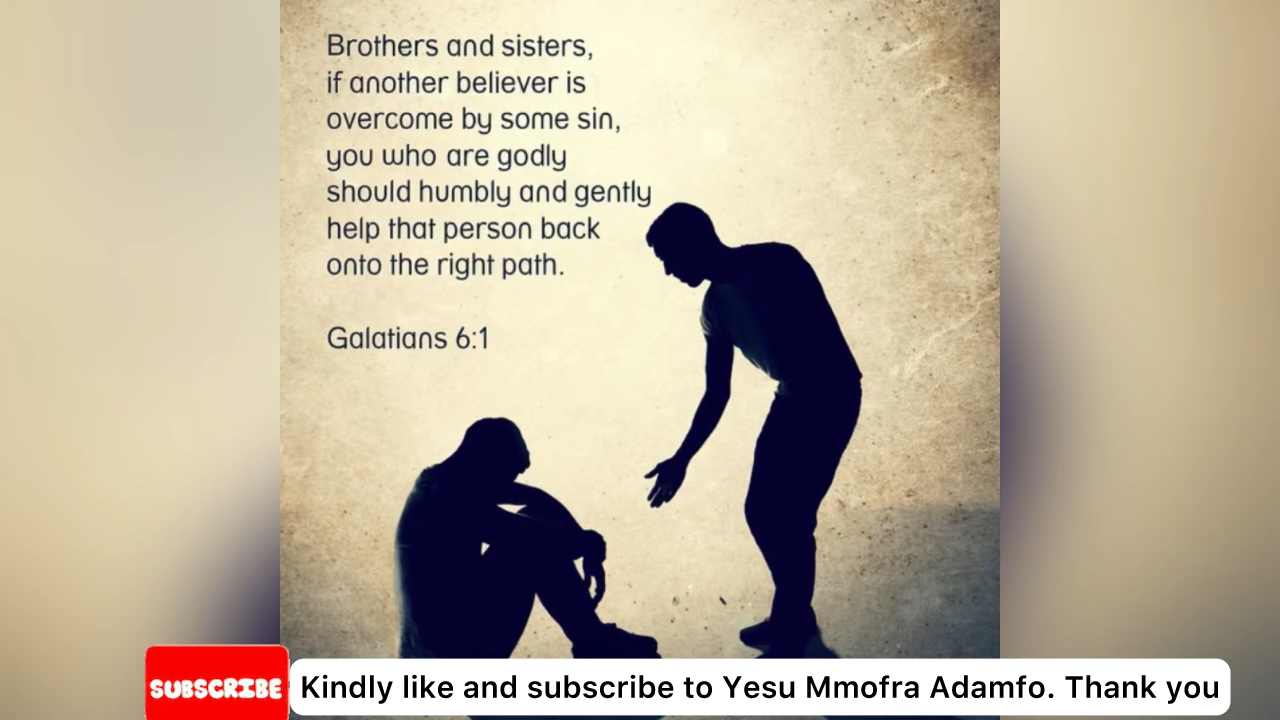 Brothers and sisters,
if another believer is
overcome by some sin,
you who are godly
should humbly and gently
help that person back
onto the right path.
Galatians 6:1
SUBSCRIBE
Kindly like and subscribe to Yesu Mmofra Adamfo. Thank you